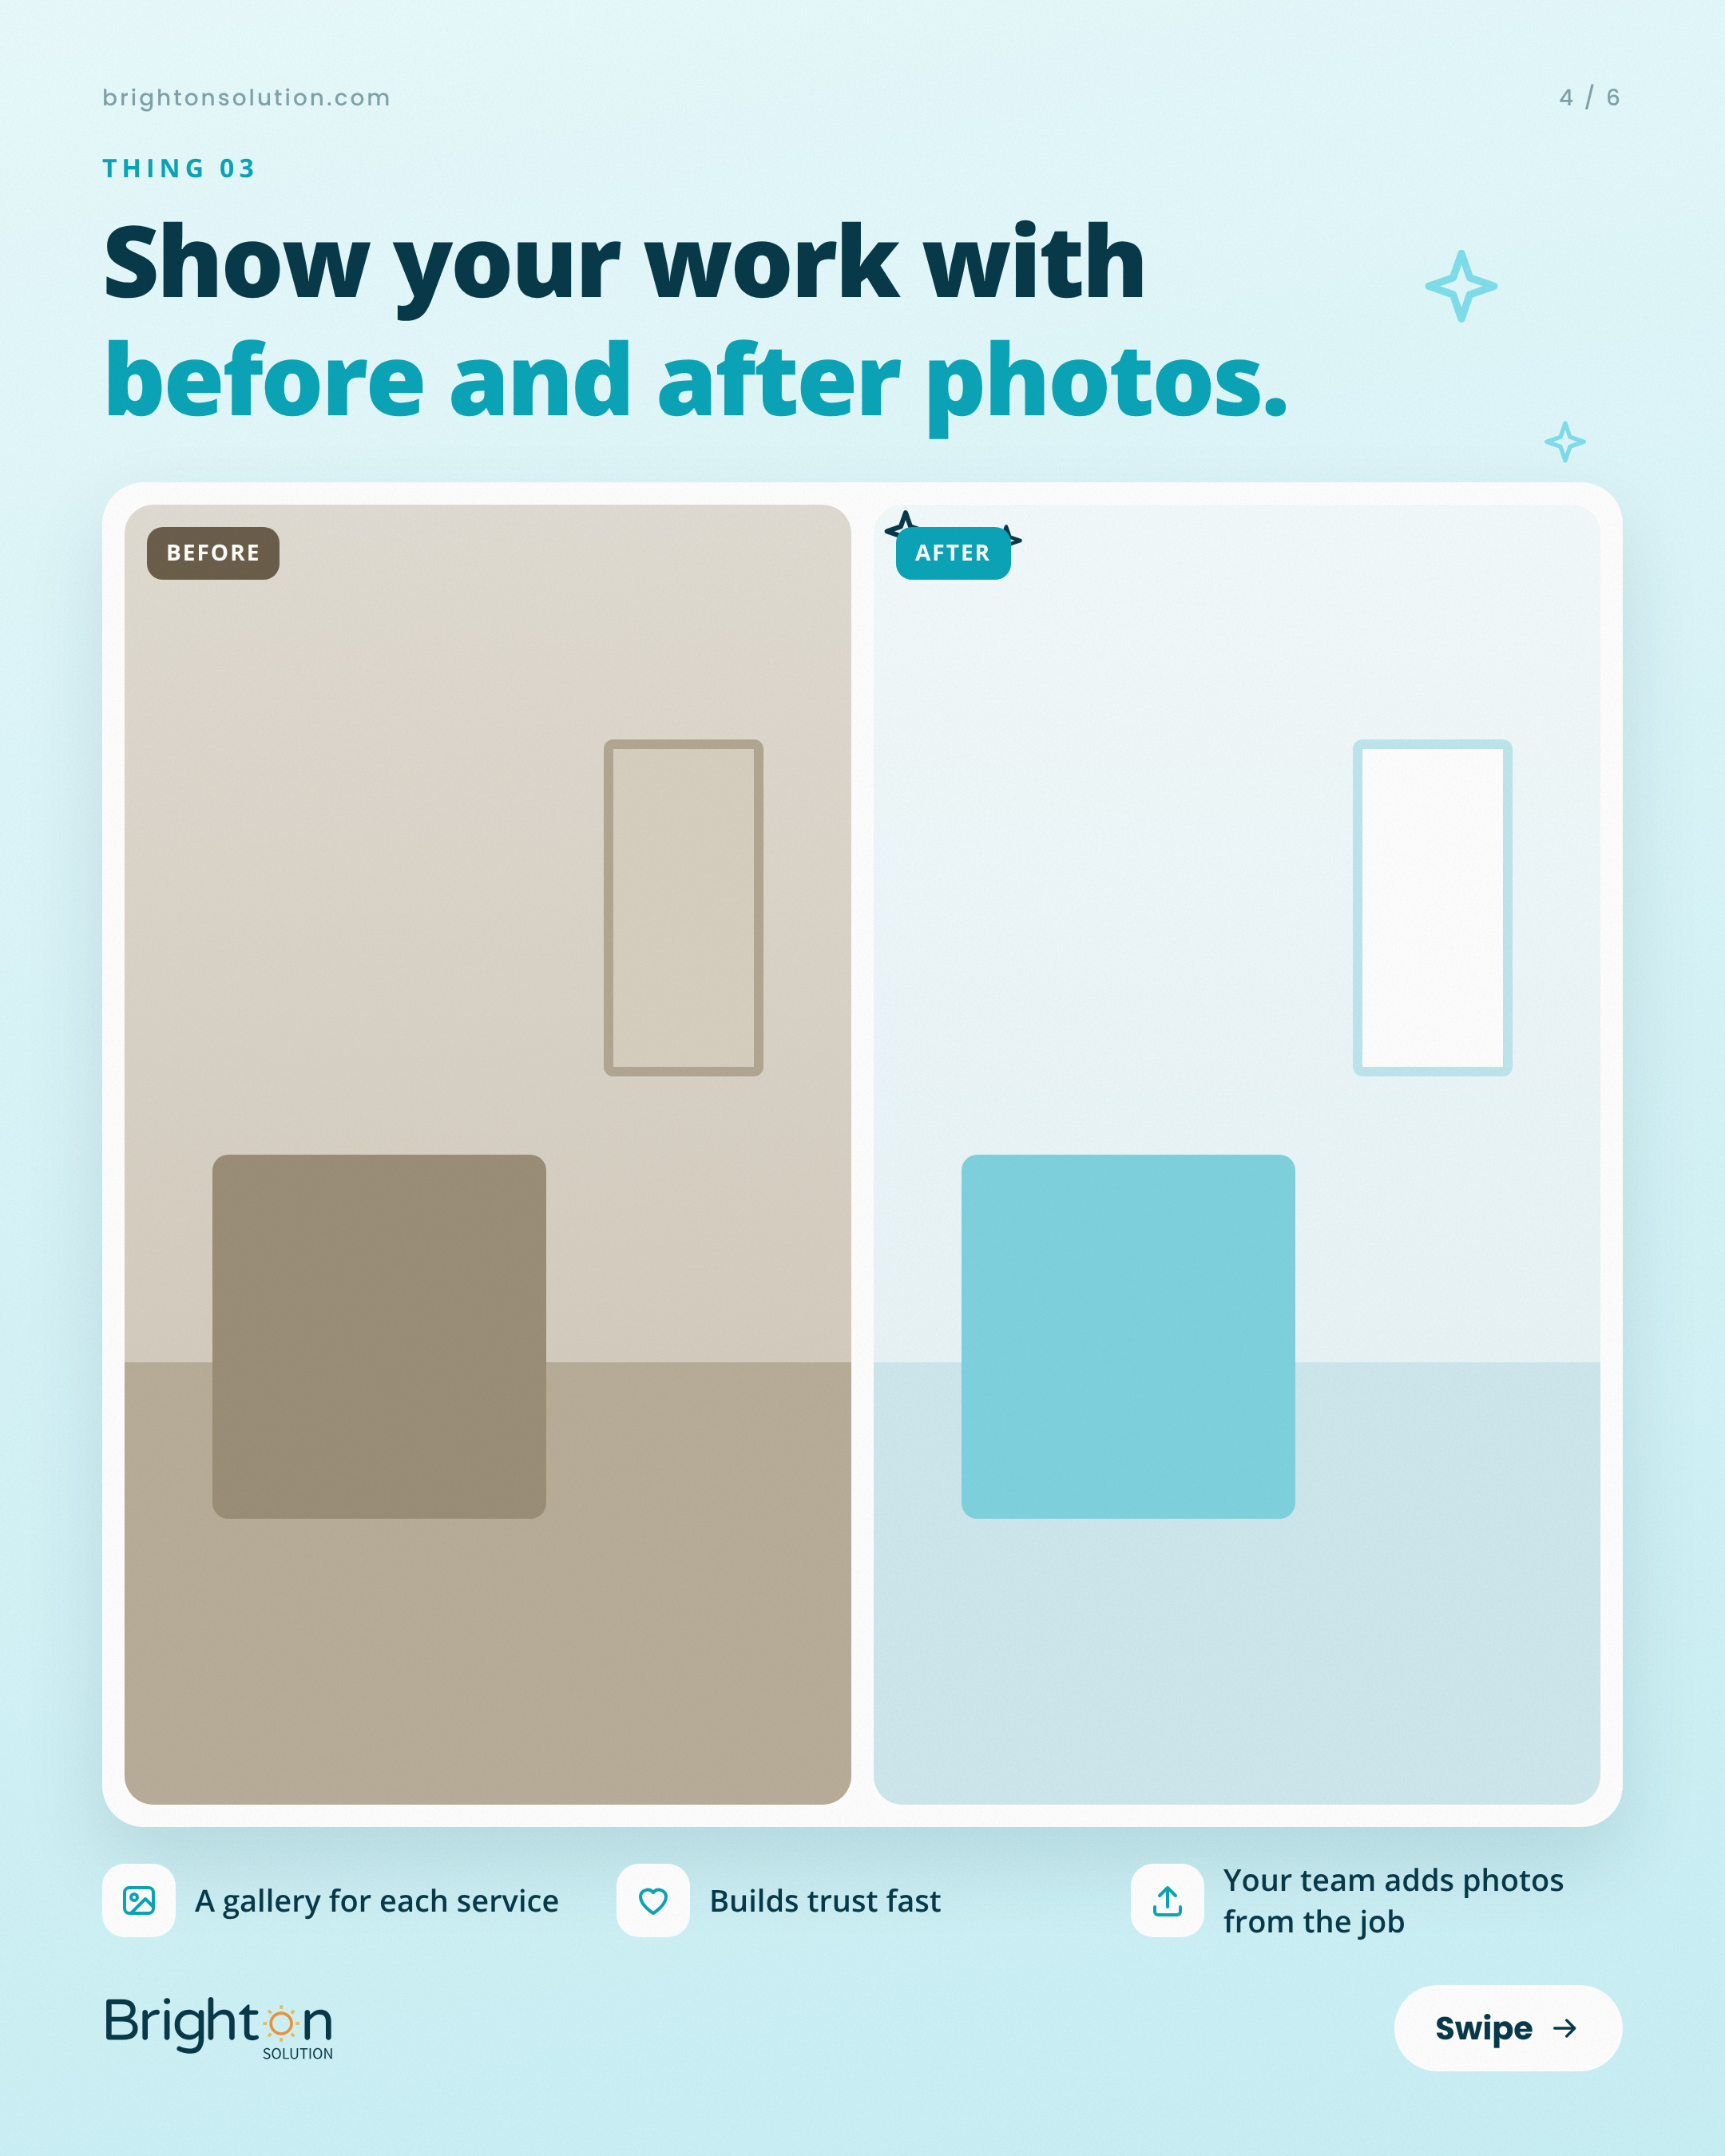 brightonsolution.com
4 / 6
THING 03
Show your work with
before and after photos.
BEFORE
AFTER
A gallery for each service
Builds trust fast
Your team adds photos
from the job
Brighton
SOLUTION
Swipe →